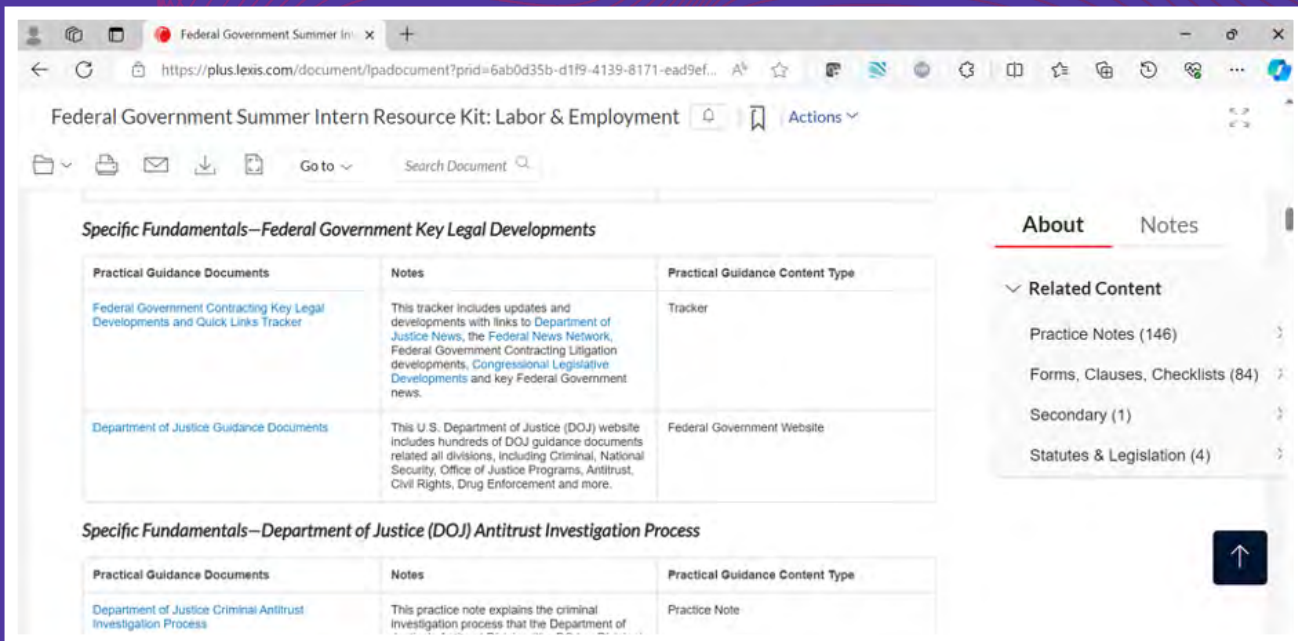 Federal Government Summer In
https://plus.lexis.com/document/lpadocument?prid=6ab0d35b-d1f9-4139-8171-ead9ef...
Federal Government Summer Intern Resource Kit: Labor & Employment
Actions
Go to
Search Document
Specific Fundamentals—Federal Government Key Legal Developments
Practical Guidance Documents
Notes
Practical Guidance Content Type
Federal Government Contracting Key Legal
Developments and Quick Links Tracker
This tracker includes updates and
developments with links to Department of
Justice News, the Federal News Network,
Federal Government Contracting Litigation
developments, Congressional Legislative
Developments and key Federal Government
news.
Tracker
Department of Justice Guidance Documents
This U.S. Department of Justice (DOJ) website
includes hundreds of DOJ guidance documents
related all divisions, including Criminal, National
Security, Office of Justice Programs, Antitrust,
Civil Rights, Drug Enforcement and more.
Federal Government Website
Specific Fundamentals—Department of Justice (DOJ) Antitrust Investigation Process
Practical Guidance Documents
Notes
Practical Guidance Content Type
Department of Justice Criminal Antitrust
Investigation Process
This practice note explains the criminal
investigation process that the Department of
Practice Note
About
Notes
Related Content
Practice Notes (146)
Forms, Clauses, Checklists (84)
Secondary (1)
Statutes & Legislation (4)